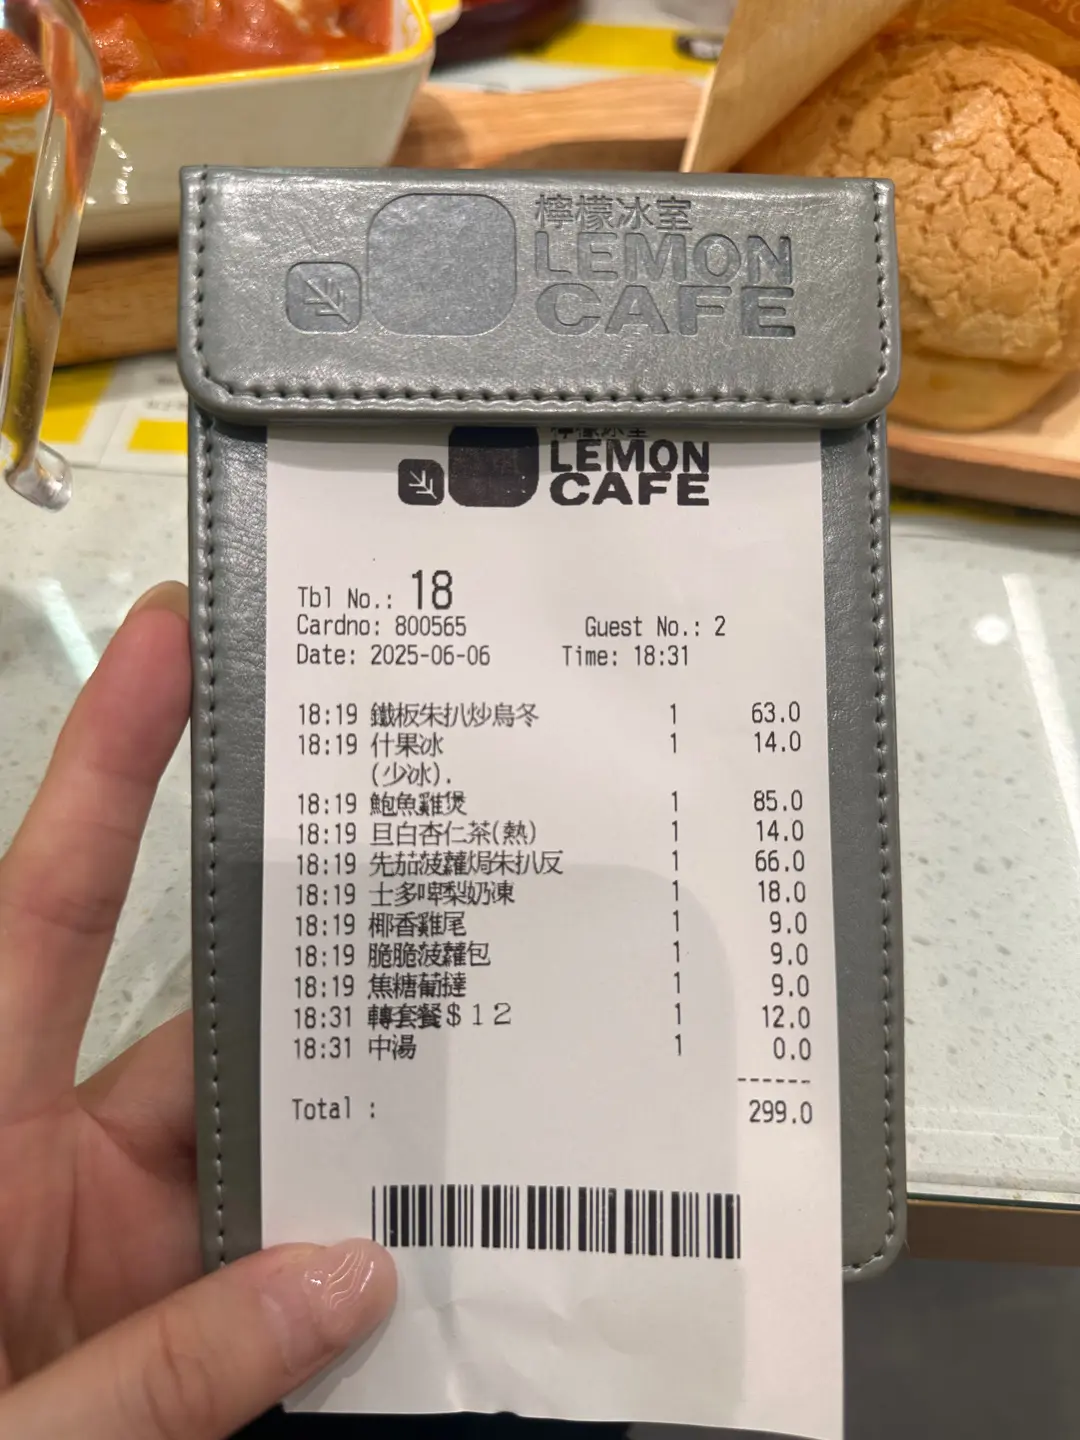 檸檬冰室
LEMON
CAFE
LEMON
CAFE
Tbl No.: 18
Cardno: 800565 Guest No.: 2
Date: 2025-06-06 Time: 18:31
18:19 鐵板朱扒炒烏冬 1 63.0
18:19 什果冰 1 14.0
(少冰).
18:19 鮑魚雞煲 1 85.0
18:19 旦白杏仁茶(熱) 1 14.0
18:19 先茄菠蘿焗朱扒反 1 66.0
18:19 士多啤梨奶凍 1 18.0
18:19 椰香雞尾 1 9.0
18:19 脆脆菠蘿包 1 9.0
18:19 焦糖葡撻 1 9.0
18:31 轉套餐$12 1 12.0
18:31 中湯 1 0.0
------
Total : 299.0